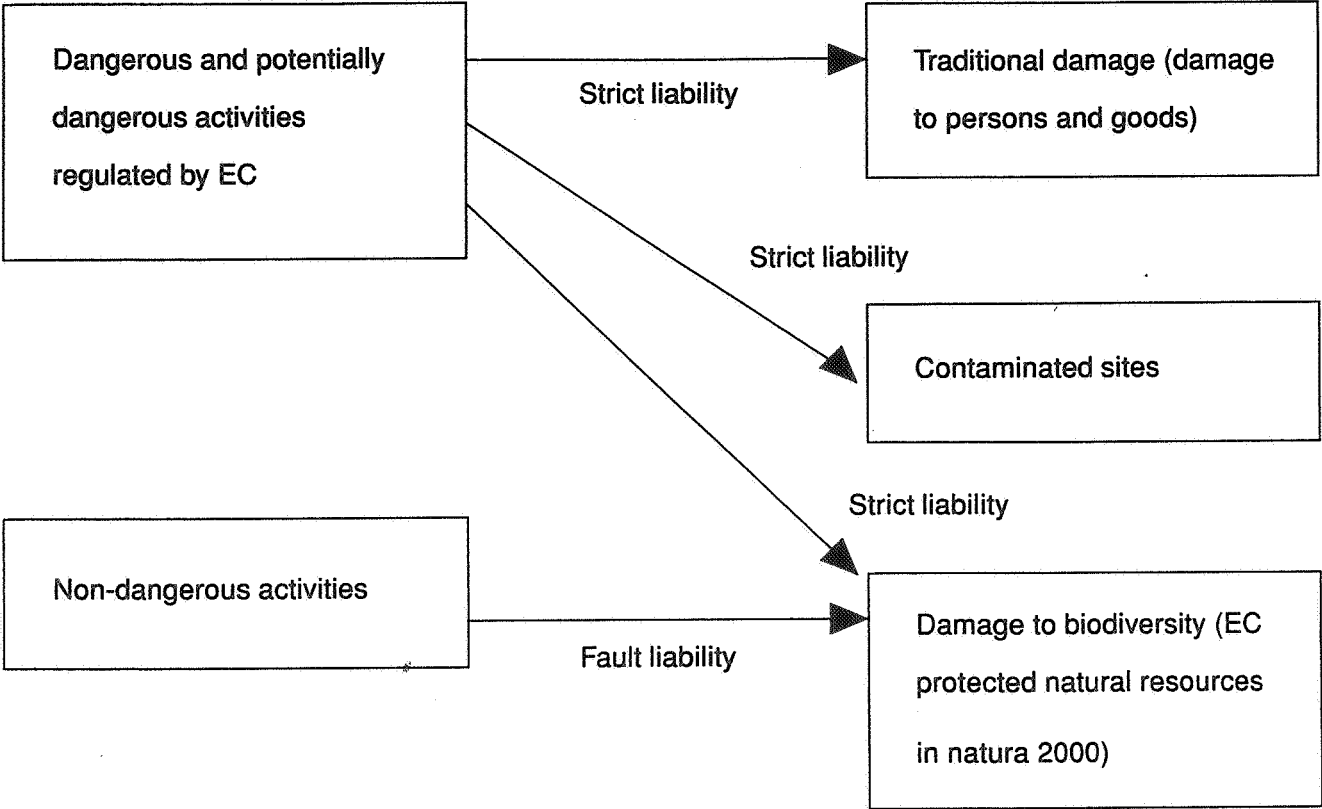 Dangerous and potentially
dangerous activities
regulated by EC
Strict liability
Traditional damage (damage
to persons and goods)
Strict liability
Contaminated sites
Strict liability
Non-dangerous activities
Fault liability
Damage to biodiversity (EC
protected natural resources
in natura 2000)